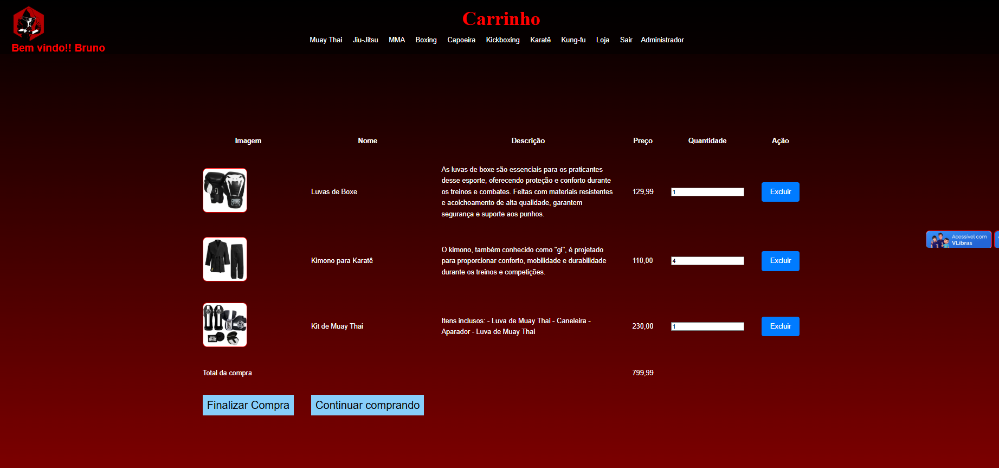 Carrinho
Bem vindo!! Bruno
Muay Thai Jiu-Jitsu MMA Boxing Capoeira Kickboxing Karatê Kung-fu Loja Sair Administrador
Imagem Nome Descrição Preço Quantidade Ação
Luvas de Boxe
As luvas de boxe são essenciais para os praticantes
desse esporte, oferecendo proteção e conforto durante
os treinos e combates. Feitas com materiais resistentes
e acolchoamento de alta qualidade, garantem
segurança e suporte aos punhos.
129,99
1
Excluir
Kimono para Karatê
O kimono, também conhecido como "gi", é projetado
para proporcionar conforto, mobilidade e durabilidade
durante os treinos e competições.
110,00
4
Excluir
Acessível com
VLibras
Kit de Muay Thai
Itens inclusos: - Luva de Muay Thai - Caneleira -
Aparador - Luva de Muay Thai
230,00
1
Excluir
Total da compra 799,99
Finalizar Compra Continuar comprando